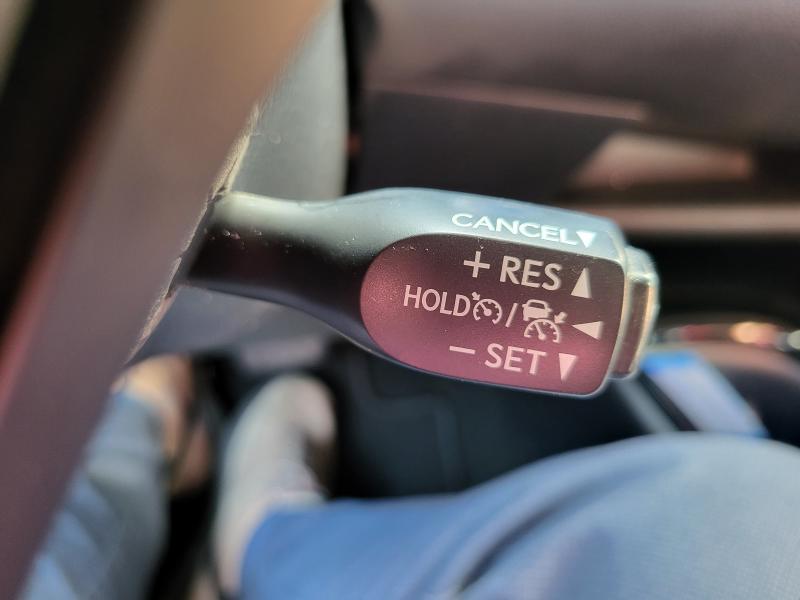 CANCEL▼
+ RES ▲
HOLD / ◀
− SET ▼